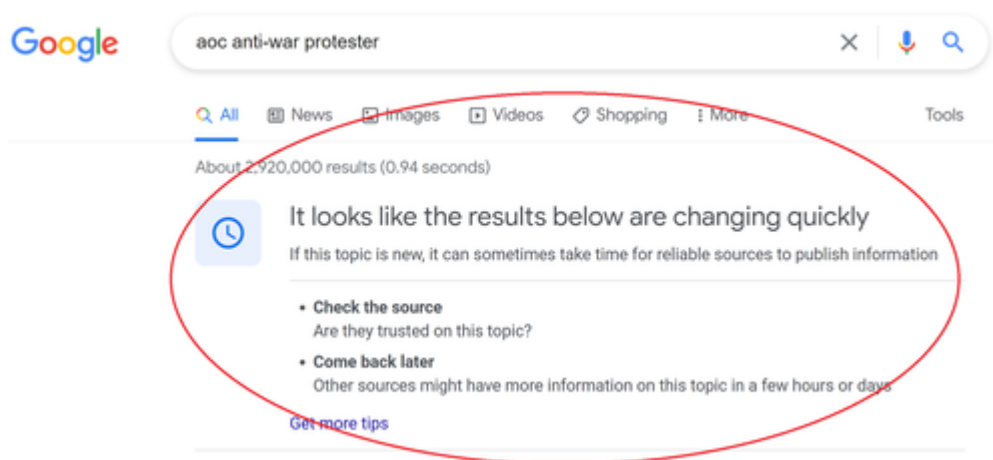 Google
aoc anti-war protester
All News Images Videos Shopping More Tools
About 2,920,000 results (0.94 seconds)
It looks like the results below are changing quickly
If this topic is new, it can sometimes take time for reliable sources to publish information
• Check the source
Are they trusted on this topic?
• Come back later
Other sources might have more information on this topic in a few hours or days
Get more tips